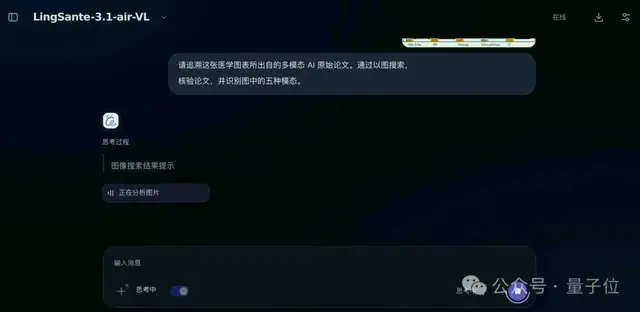 LingSante-3.1-air-VL
在线
请追溯这张医学图表所出自的多模态 AI 原始论文。通过以图搜索,
核验论文，并识别图中的五种模态。
思考过程
图像搜索结果提示
正在分析图片
输入消息
思考中
公众号·量子位